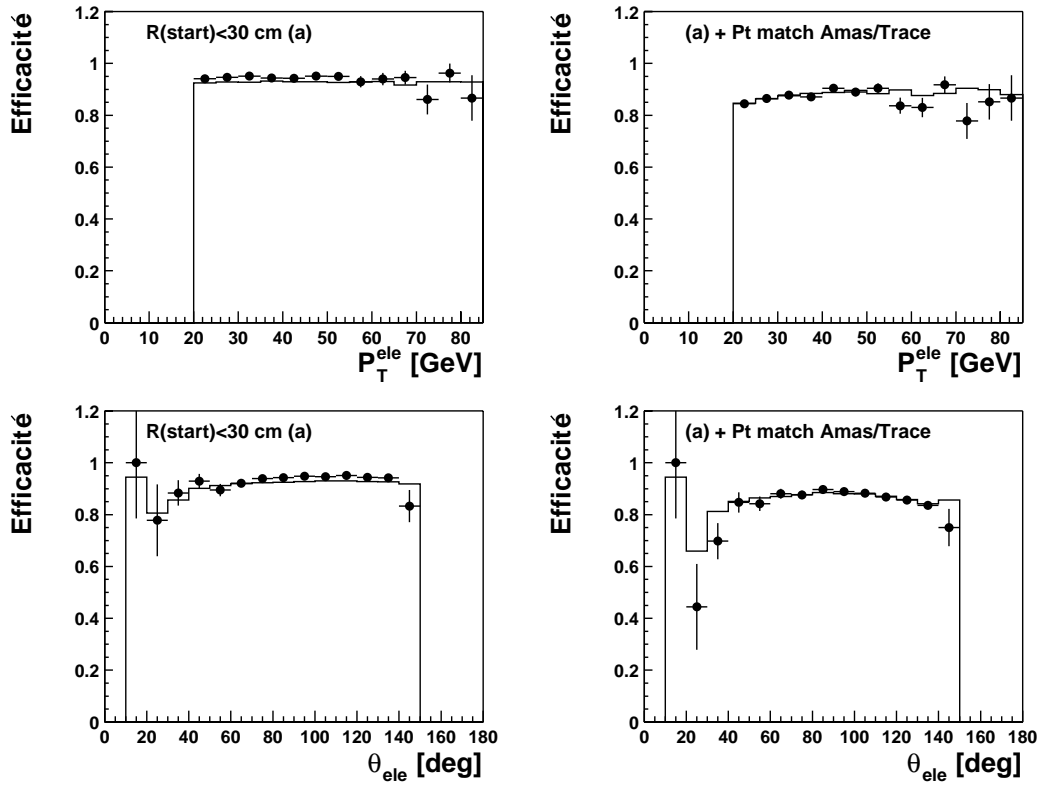 Efficacité
R(start)<30 cm (a)
1.2
1
0.8
0.6
0.4
0.2
0
0 10 20 30 40 50 60 70 80
P_T^ele [GeV]
Efficacité
(a) + Pt match Amas/Trace
1.2
1
0.8
0.6
0.4
0.2
0
0 10 20 30 40 50 60 70 80
P_T^ele [GeV]
Efficacité
R(start)<30 cm (a)
1.2
1
0.8
0.6
0.4
0.2
0
0 20 40 60 80 100 120 140 160 180
θ_ele [deg]
Efficacité
(a) + Pt match Amas/Trace
1.2
1
0.8
0.6
0.4
0.2
0
0 20 40 60 80 100 120 140 160 180
θ_ele [deg]